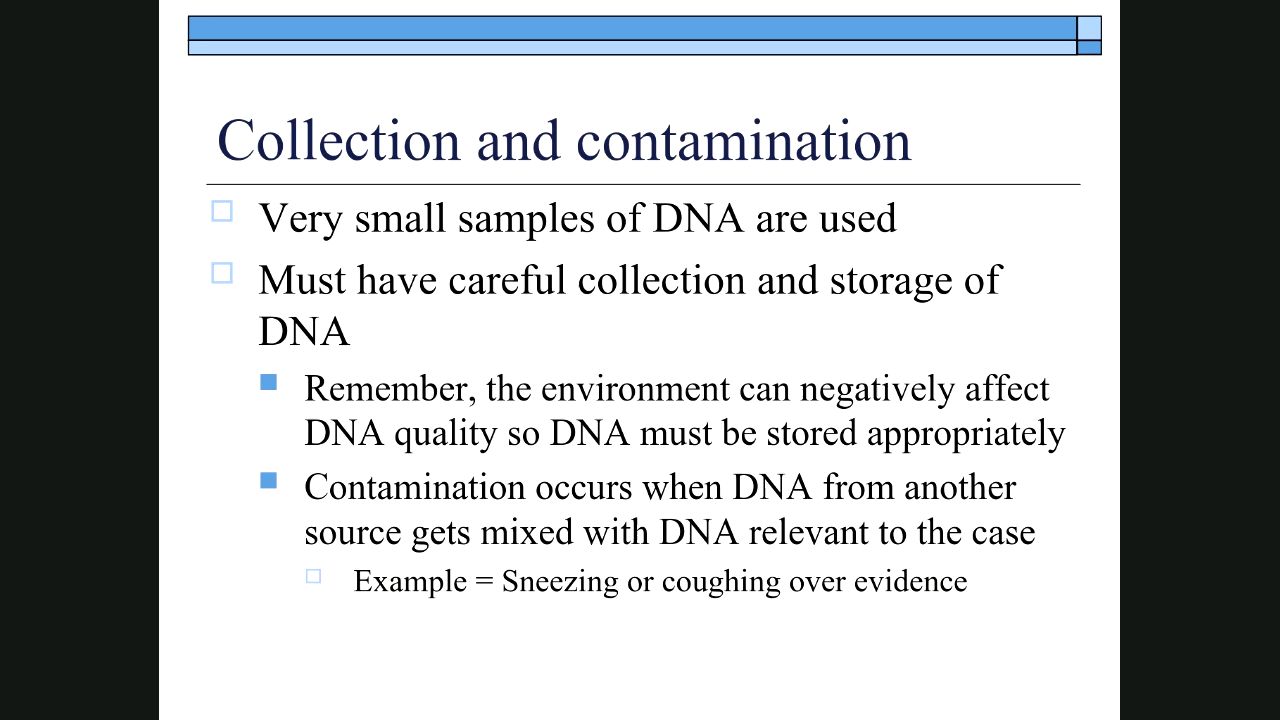 Collection and contamination
Very small samples of DNA are used
Must have careful collection and storage of
DNA
Remember, the environment can negatively affect
DNA quality so DNA must be stored appropriately
Contamination occurs when DNA from another
source gets mixed with DNA relevant to the case
Example = Sneezing or coughing over evidence